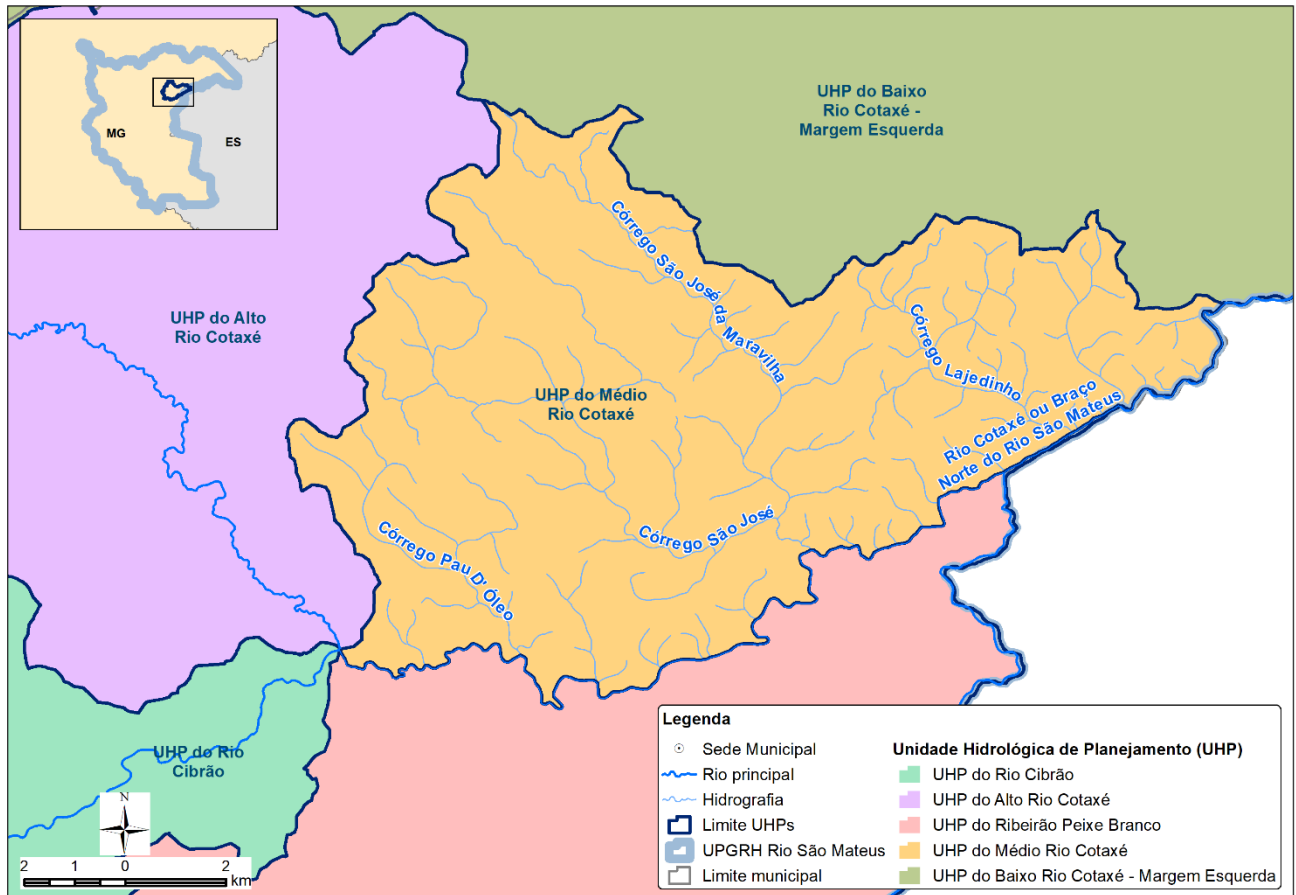 MG
ES
UHP do Baixo
Rio Cotaxé -
Margem Esquerda
UHP do Alto
Rio Cotaxé
Córrego São José da Maravilha
Córrego Lajedinho
UHP do Médio
Rio Cotaxé
Rio Cotaxé ou Braço
Norte do Rio São Mateus
Córrego São José
Córrego Pau D'Óleo
UHP do Rio
Cibrão
N
2 1 0 2
km
Legenda
Sede Municipal
Rio principal
Hidrografia
Limite UHPs
UPGRH Rio São Mateus
Limite municipal
Unidade Hidrológica de Planejamento (UHP)
UHP do Rio Cibrão
UHP do Alto Rio Cotaxé
UHP do Ribeirão Peixe Branco
UHP do Médio Rio Cotaxé
UHP do Baixo Rio Cotaxé - Margem Esquerda